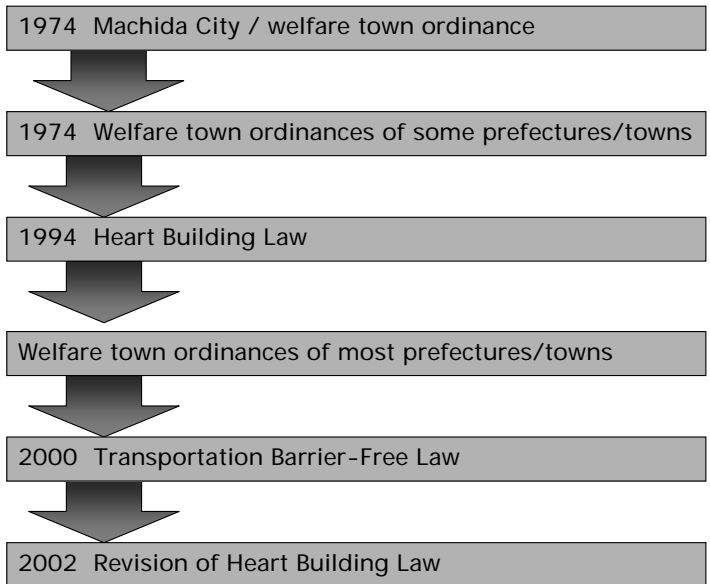 1974 Machida City / welfare town ordinance
1974 Welfare town ordinances of some prefectures/towns
1994 Heart Building Law
Welfare town ordinances of most prefectures/towns
2000 Transportation Barrier-Free Law
2002 Revision of Heart Building Law